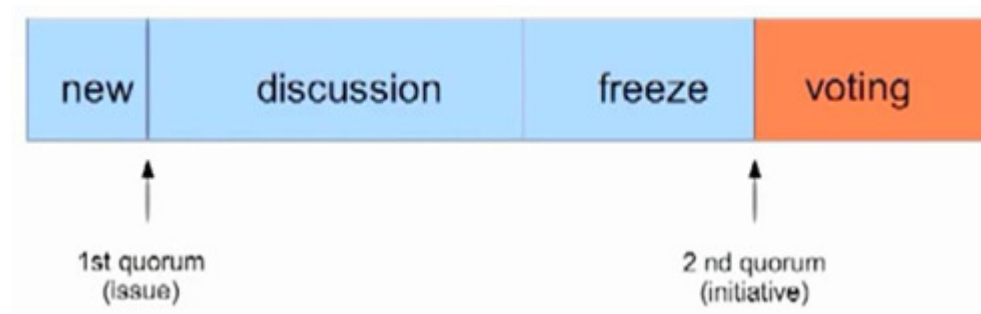 new discussion freeze voting
1st quorum
(issue)
2 nd quorum
(initiative)